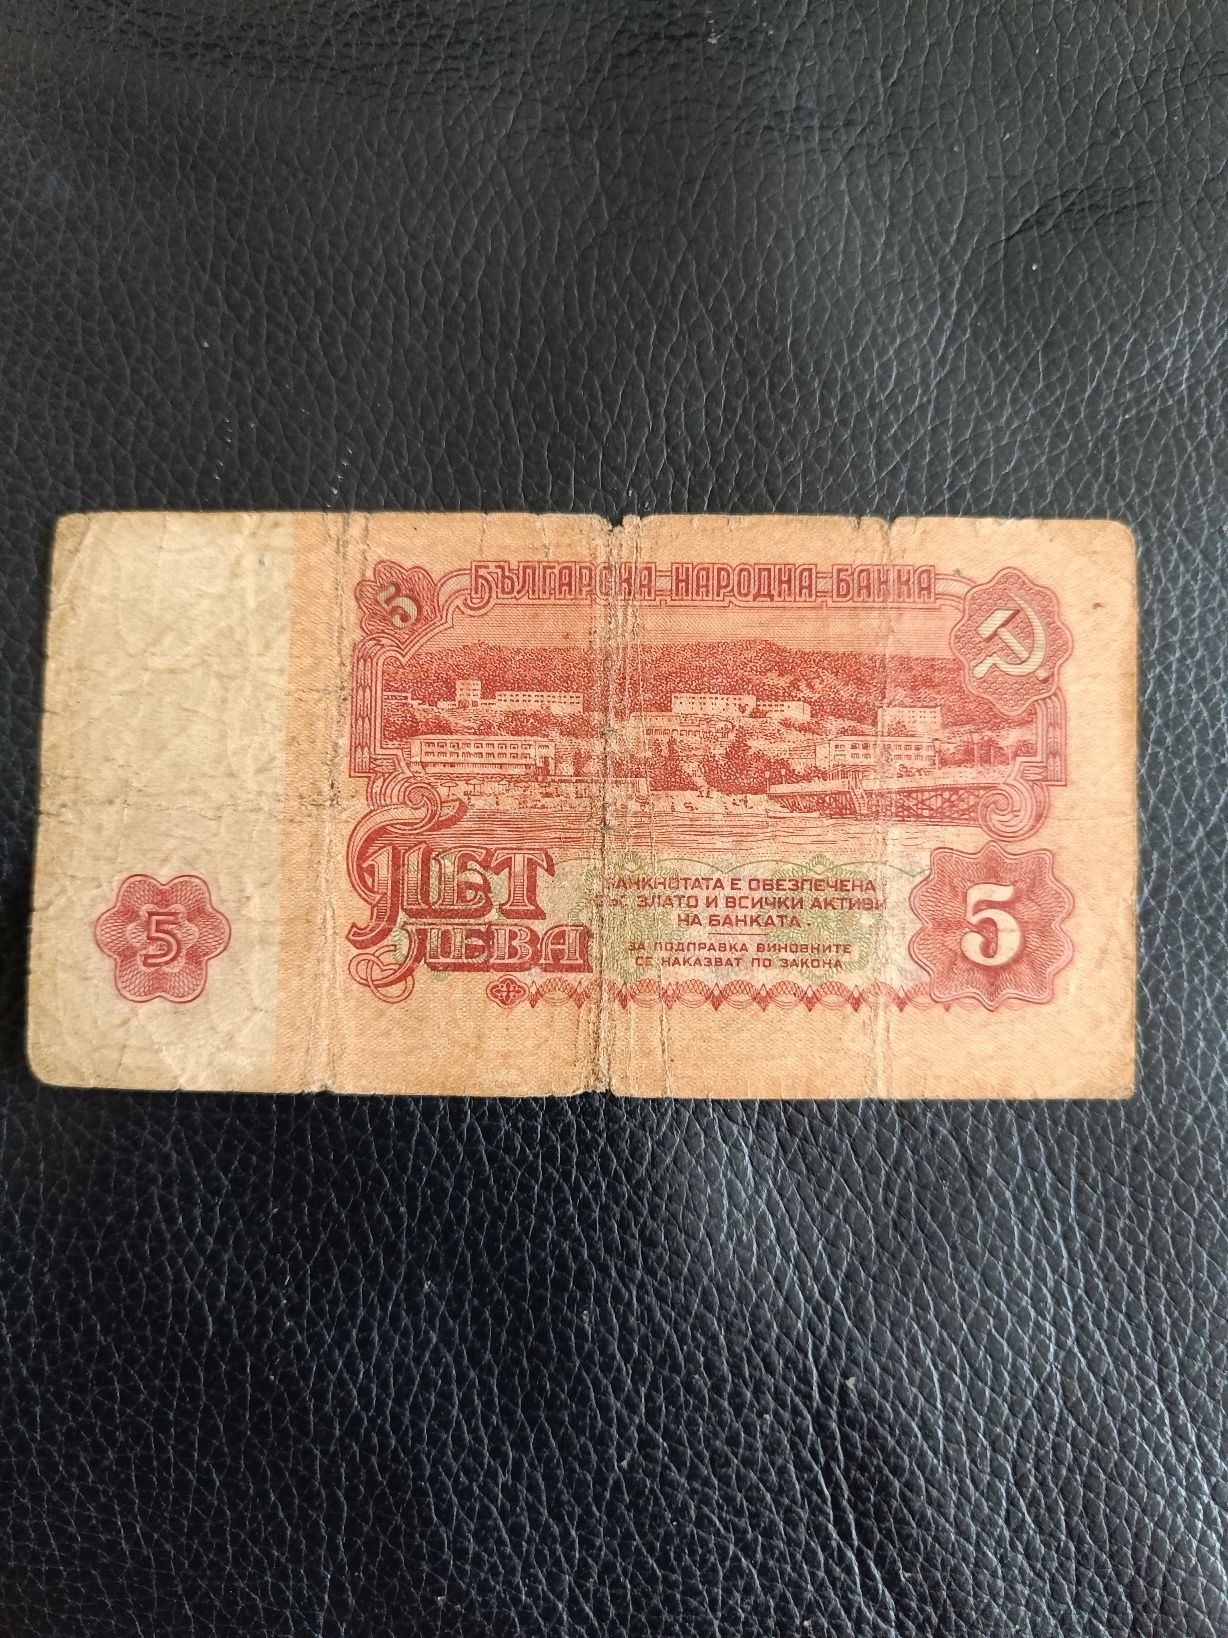 5
БЪЛГАРСКА НАРОДНА БАНКА
ПЕТ
ЛЕВА
БАНКНОТАТА Е ОБЕЗПЕЧЕНА
СЪС ЗЛАТО И ВСИЧКИ АКТИВИ
НА БАНКАТА.
ЗА ПОДПРАВКА ВИНОВНИТЕ
СЕ НАКАЗВАТ ПО ЗАКОНА
5
5